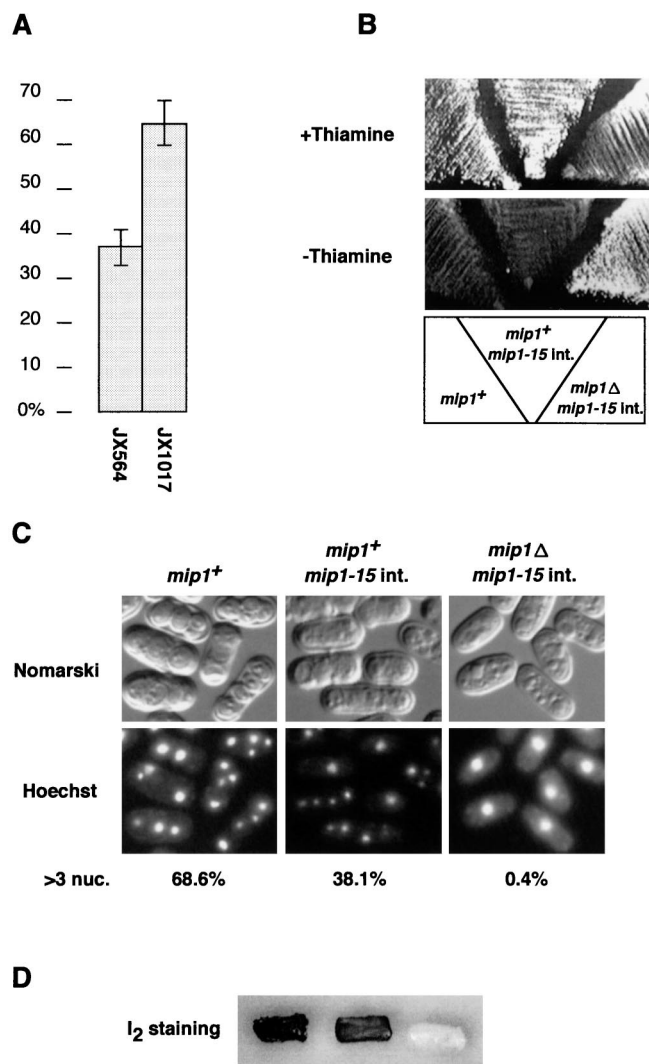 A
70
60
50
40
30
20
10
0%
JX564
JX1017
B
+Thiamine
-Thiamine
mip1+
mip1-15 int.
mip1+
mip1Δ
mip1-15 int.
C
mip1+
mip1+
mip1-15 int.
mip1Δ
mip1-15 int.
Nomarski
Hoechst
>3 nuc.
68.6%
38.1%
0.4%
D
I2 staining